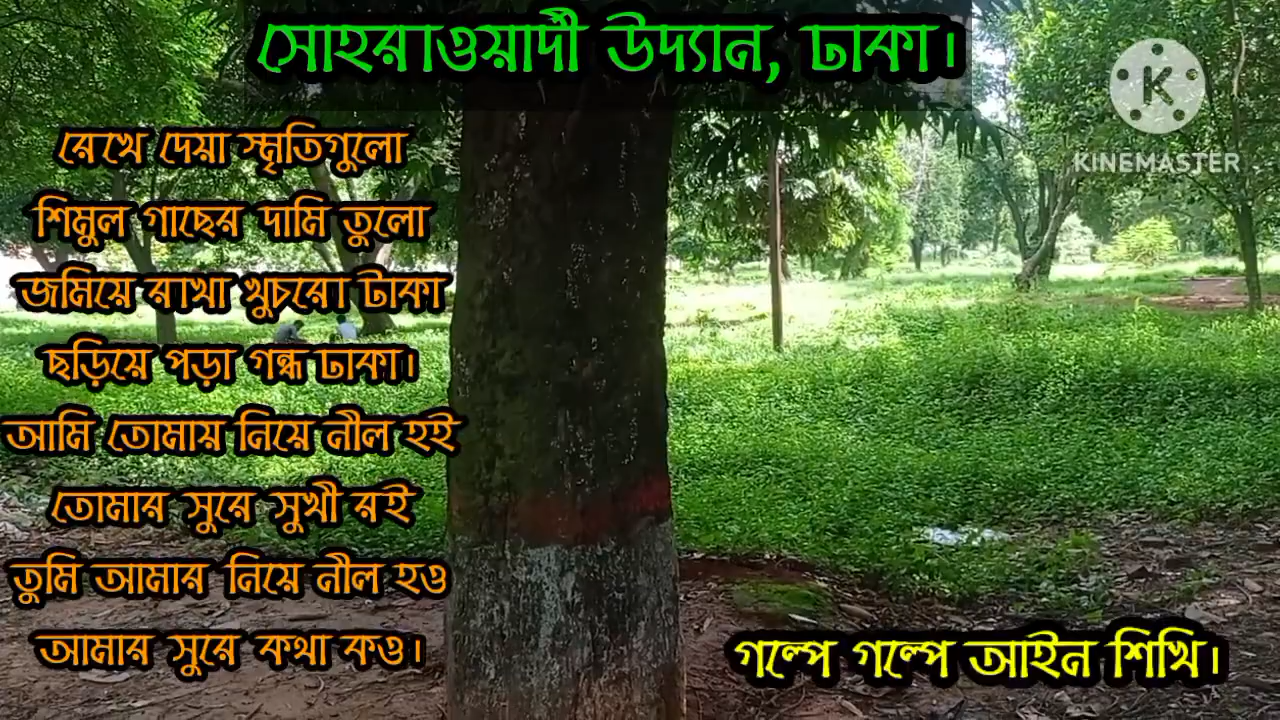 সোহরাওয়ার্দী উদ্যান, ঢাকা।
K
KINEMASTER
রেখে দেয়া স্মৃতিগুলো
শিমুল গাছের দামি তুলো
জমিয়ে রাখা খুচরো টাকা
ছড়িয়ে পড়া গন্ধ ঢাকা।
আমি তোমায় নিয়ে নীল হই
তোমার সুরে সুখী রই
তুমি আমার নিয়ে নীল হও
আমার সুরে কথা কও।
গল্পে গল্পে আইন শিখি।